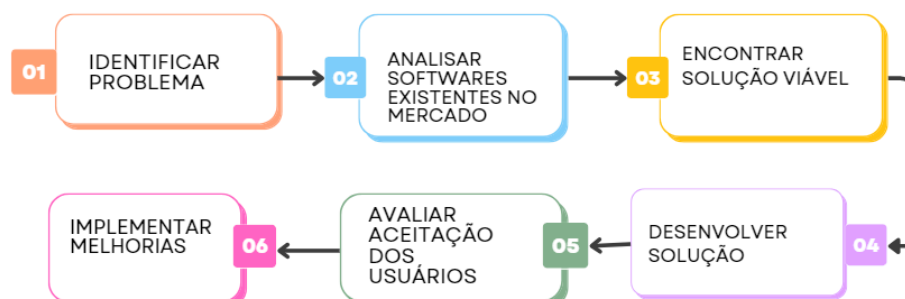 01
IDENTIFICAR
PROBLEMA
02
ANALISAR
SOFTWARES
EXISTENTES NO
MERCADO
03
ENCONTRAR
SOLUÇÃO VIÁVEL
04
DESENVOLVER
SOLUÇÃO
05
AVALIAR
ACEITAÇÃO
DOS
USUÁRIOS
06
IMPLEMENTAR
MELHORIAS